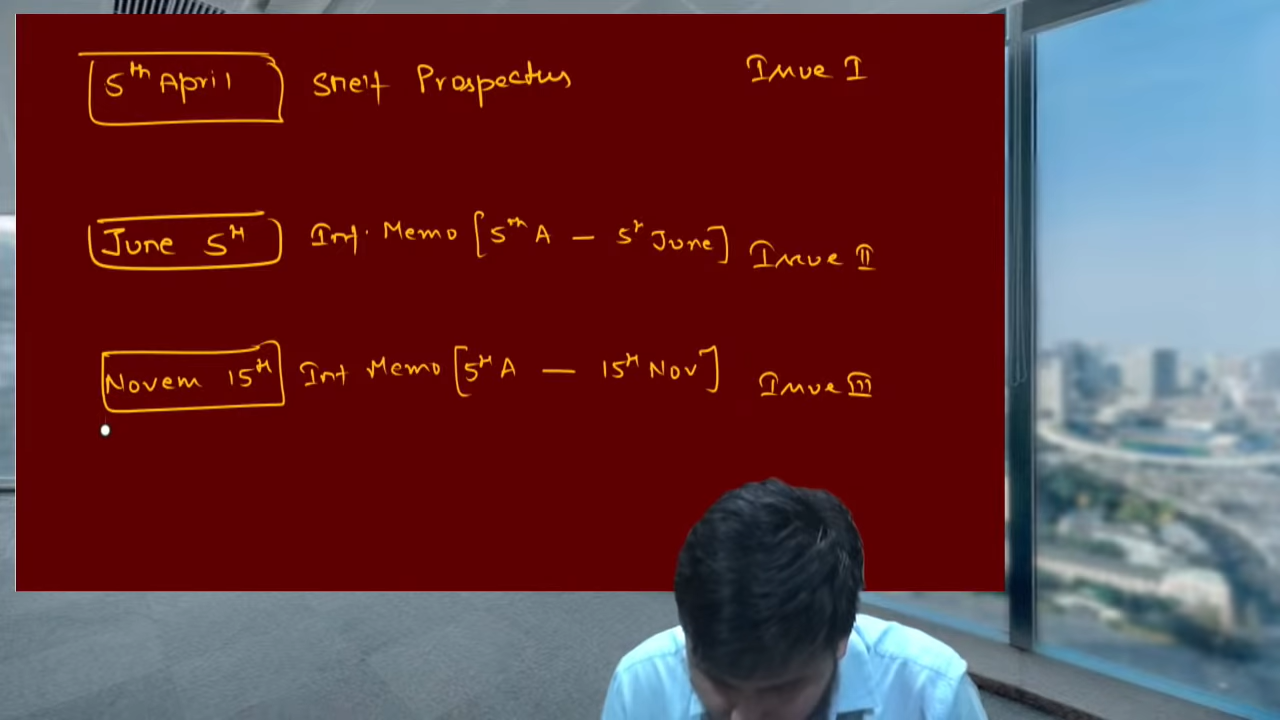 5th April Shelf Prospectus Issue I
June 5th Inf. Memo [5th A - 5th June] Issue II
Novem 15th Inf Memo [5th A - 15th Nov] Issue III